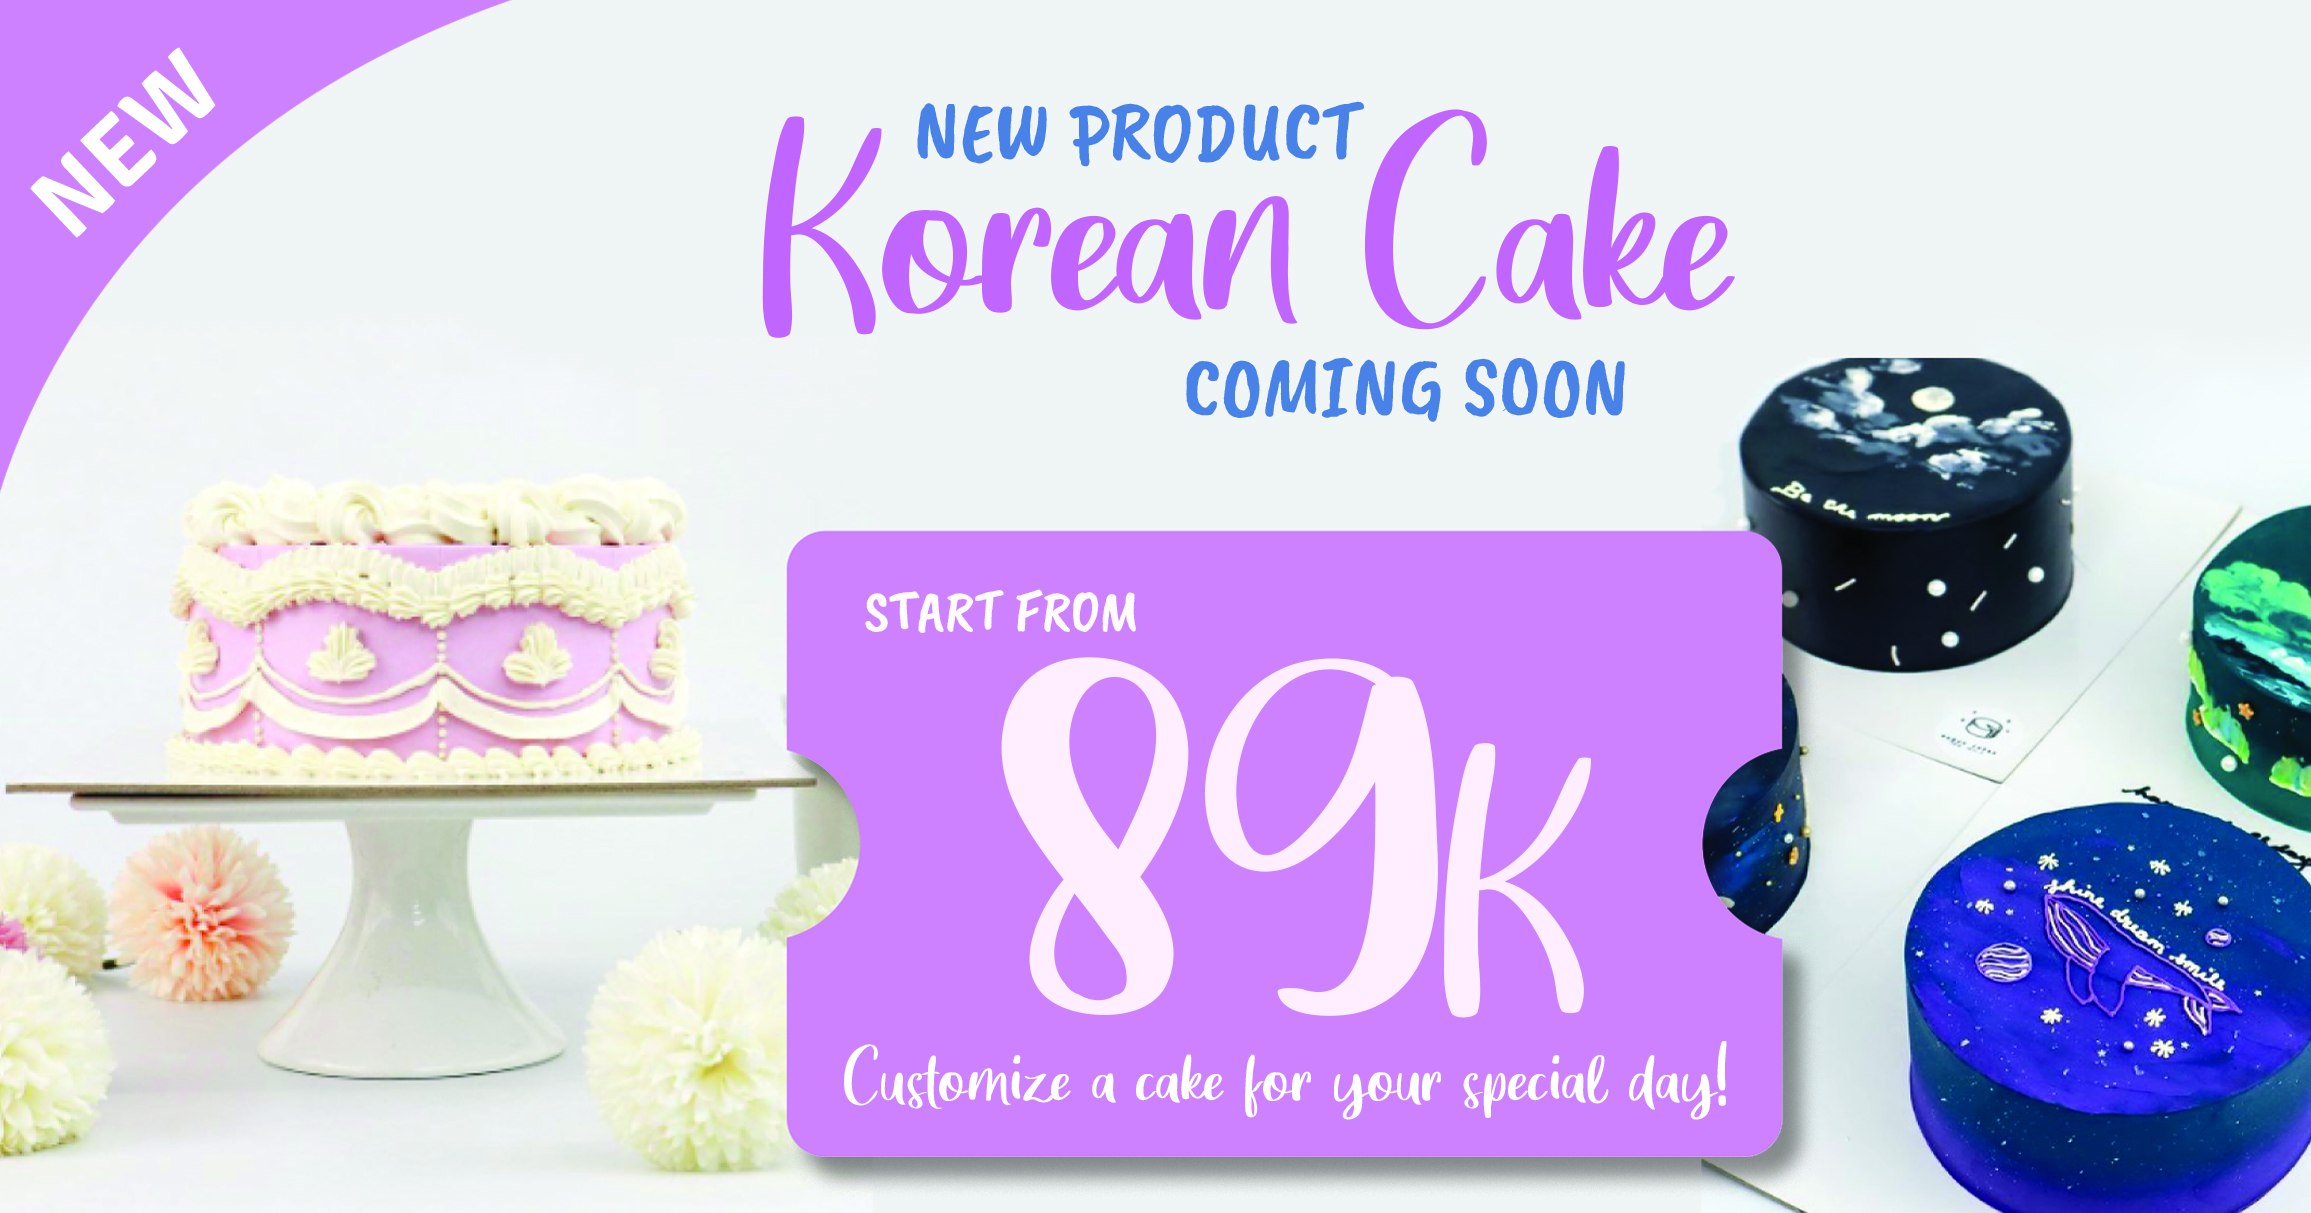 NEW
NEW PRODUCT
Korean Cake
COMING SOON
START FROM
89K
Customize a cake for your special day!
Be the moon
shine dream smile